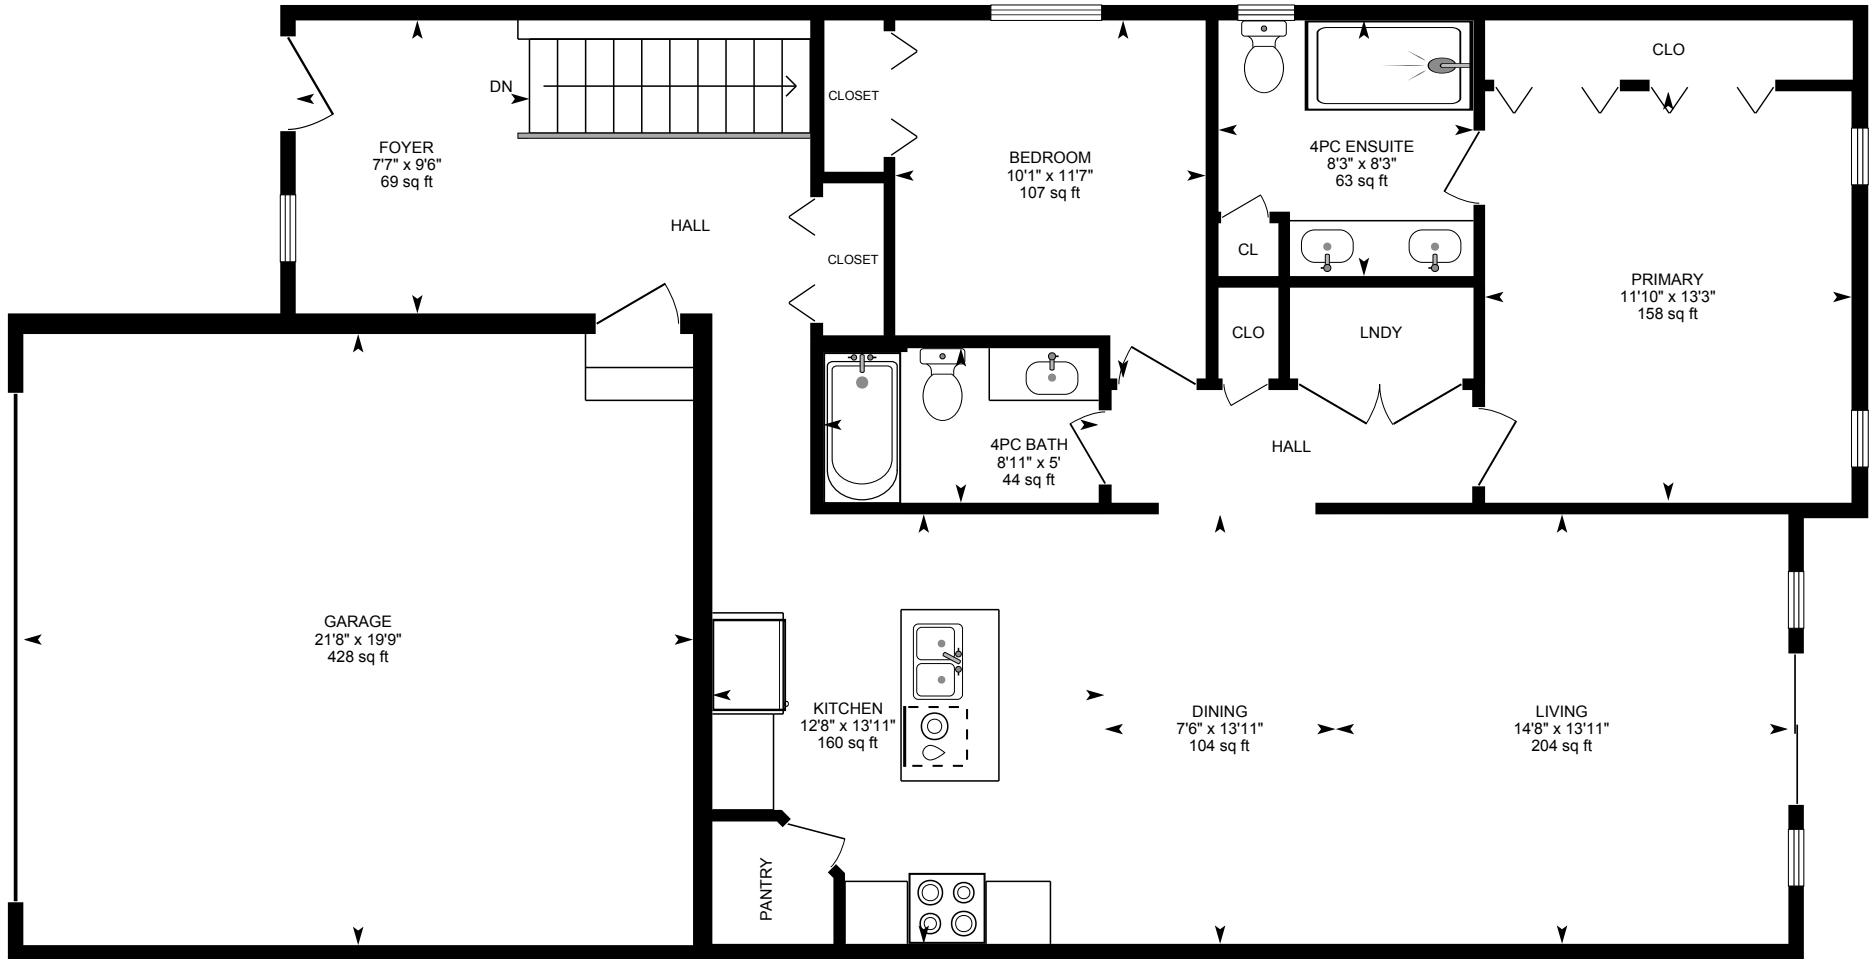 CLO
DN
CLOSET
FOYER
7'7" x 9'6"
69 sq ft
BEDROOM
10'1" x 11'7"
107 sq ft
4PC ENSUITE
8'3" x 8'3"
63 sq ft
HALL
CLOSET
CL
PRIMARY
11'10" x 13'3"
158 sq ft
CLO
LNDY
4PC BATH
8'11" x 5'
44 sq ft
HALL
GARAGE
21'8" x 19'9"
428 sq ft
KITCHEN
12'8" x 13'11"
160 sq ft
DINING
7'6" x 13'11"
104 sq ft
LIVING
14'8" x 13'11"
204 sq ft
PANTRY